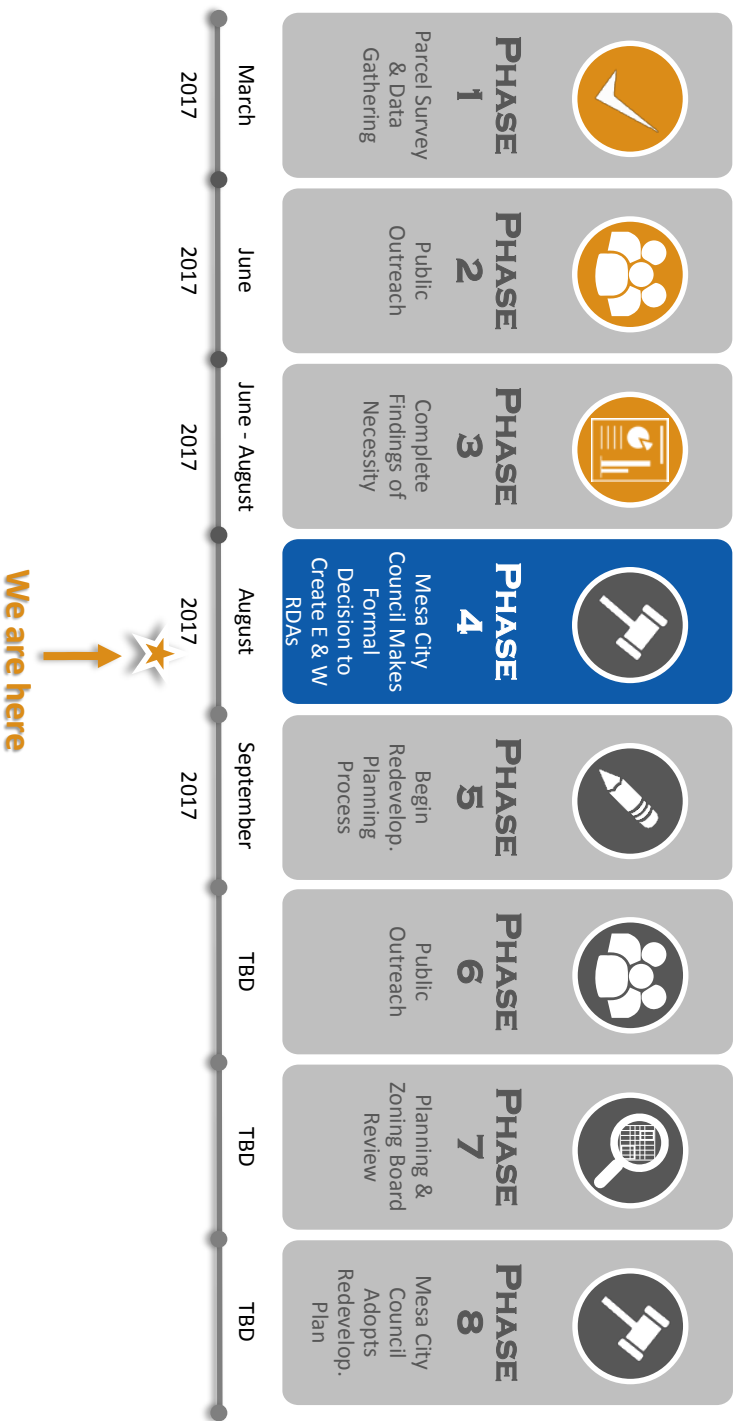 PHASE
1
Parcel Survey
& Data
Gathering
March
2017
PHASE
2
Public
Outreach
June
2017
PHASE
3
Complete
Findings of
Necessity
June - August
2017
PHASE
4
Mesa City
Council Makes
Formal
Decision to
Create E & W
RDAs
August
2017
PHASE
5
Begin
Redevelop.
Planning
Process
September
2017
PHASE
6
Public
Outreach
TBD
PHASE
7
Planning &
Zoning Board
Review
TBD
PHASE
8
Mesa City
Council
Adopts
Redevelop.
Plan
TBD
We are here